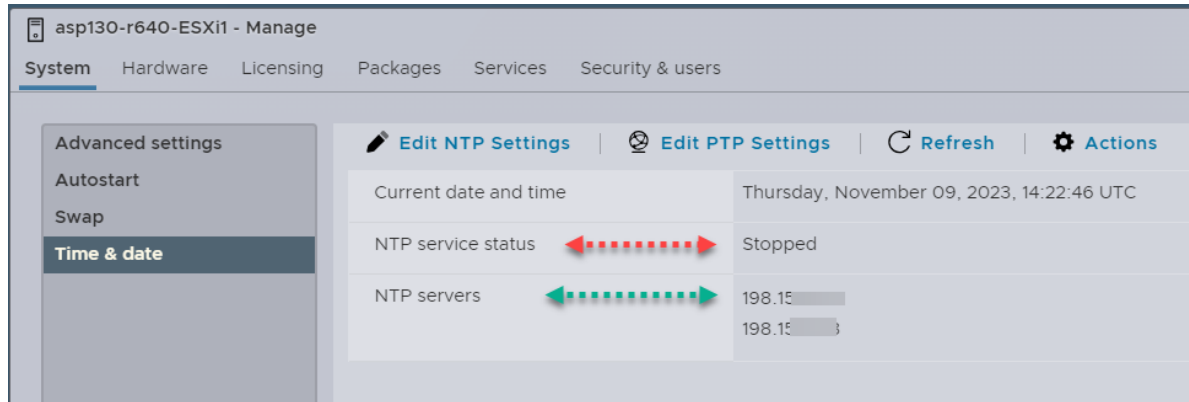 asp130-r640-ESXi1 - Manage
System Hardware Licensing Packages Services Security & users
Advanced settings
Autostart
Swap
Time & date
Edit NTP Settings Edit PTP Settings Refresh Actions
Current date and time Thursday, November 09, 2023, 14:22:46 UTC
NTP service status Stopped
NTP servers 198.15
198.15 3